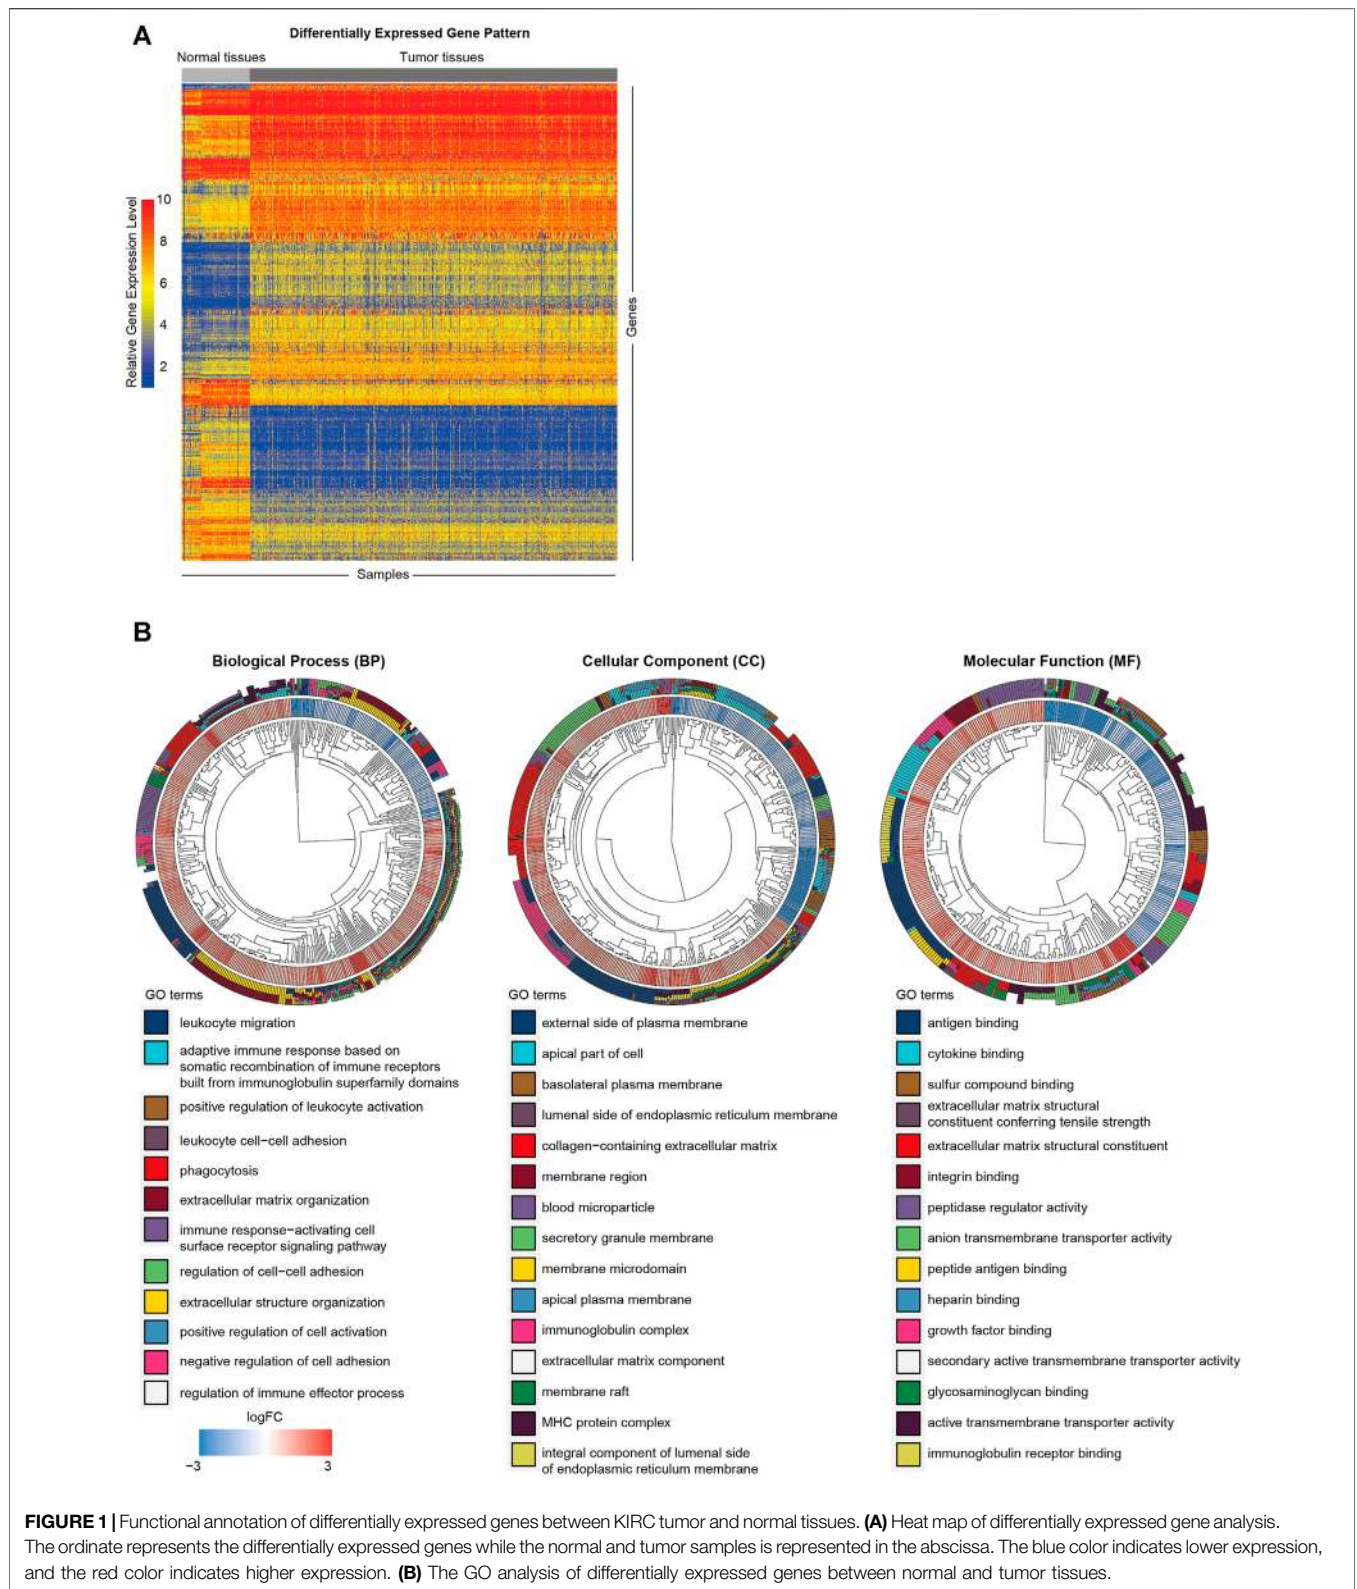 A
Differentially Expressed Gene Pattern
Normal tissues
Tumor tissues
Relative Gene Expression Level
10
8
6
4
2
Genes
Samples
B
Biological Process (BP)
Cellular Component (CC)
Molecular Function (MF)
GO terms
leukocyte migration
adaptive immune response based on
somatic recombination of immune receptors
built from immunoglobulin superfamily domains
positive regulation of leukocyte activation
leukocyte cell−cell adhesion
phagocytosis
extracellular matrix organization
immune response−activating cell
surface receptor signaling pathway
regulation of cell−cell adhesion
extracellular structure organization
positive regulation of cell activation
negative regulation of cell adhesion
regulation of immune effector process
logFC
−3
3
GO terms
external side of plasma membrane
apical part of cell
basolateral plasma membrane
lumenal side of endoplasmic reticulum membrane
collagen−containing extracellular matrix
membrane region
blood microparticle
secretory granule membrane
membrane microdomain
apical plasma membrane
immunoglobulin complex
extracellular matrix component
membrane raft
MHC protein complex
integral component of lumenal side
of endoplasmic reticulum membrane
GO terms
antigen binding
cytokine binding
sulfur compound binding
extracellular matrix structural
constituent conferring tensile strength
extracellular matrix structural constituent
integrin binding
peptidase regulator activity
anion transmembrane transporter activity
peptide antigen binding
heparin binding
growth factor binding
secondary active transmembrane transporter activity
glycosaminoglycan binding
active transmembrane transporter activity
immunoglobulin receptor binding
FIGURE 1 | Functional annotation of differentially expressed genes between KIRC tumor and normal tissues. (A) Heat map of differentially expressed gene analysis.
The ordinate represents the differentially expressed genes while the normal and tumor samples is represented in the abscissa. The blue color indicates lower expression,
and the red color indicates higher expression. (B) The GO analysis of differentially expressed genes between normal and tumor tissues.